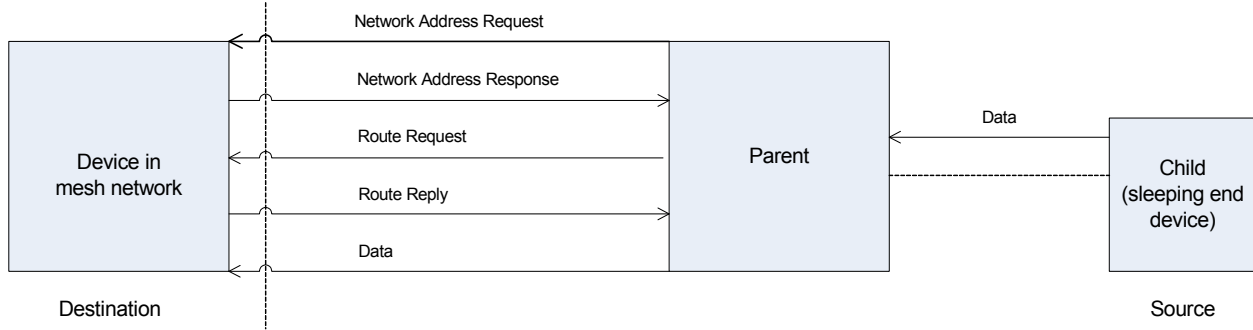 Network Address Request
Network Address Response
Route Request
Route Reply
Data
Device in
mesh network
Parent
Data
Child
(sleeping end
device)
Destination
Source